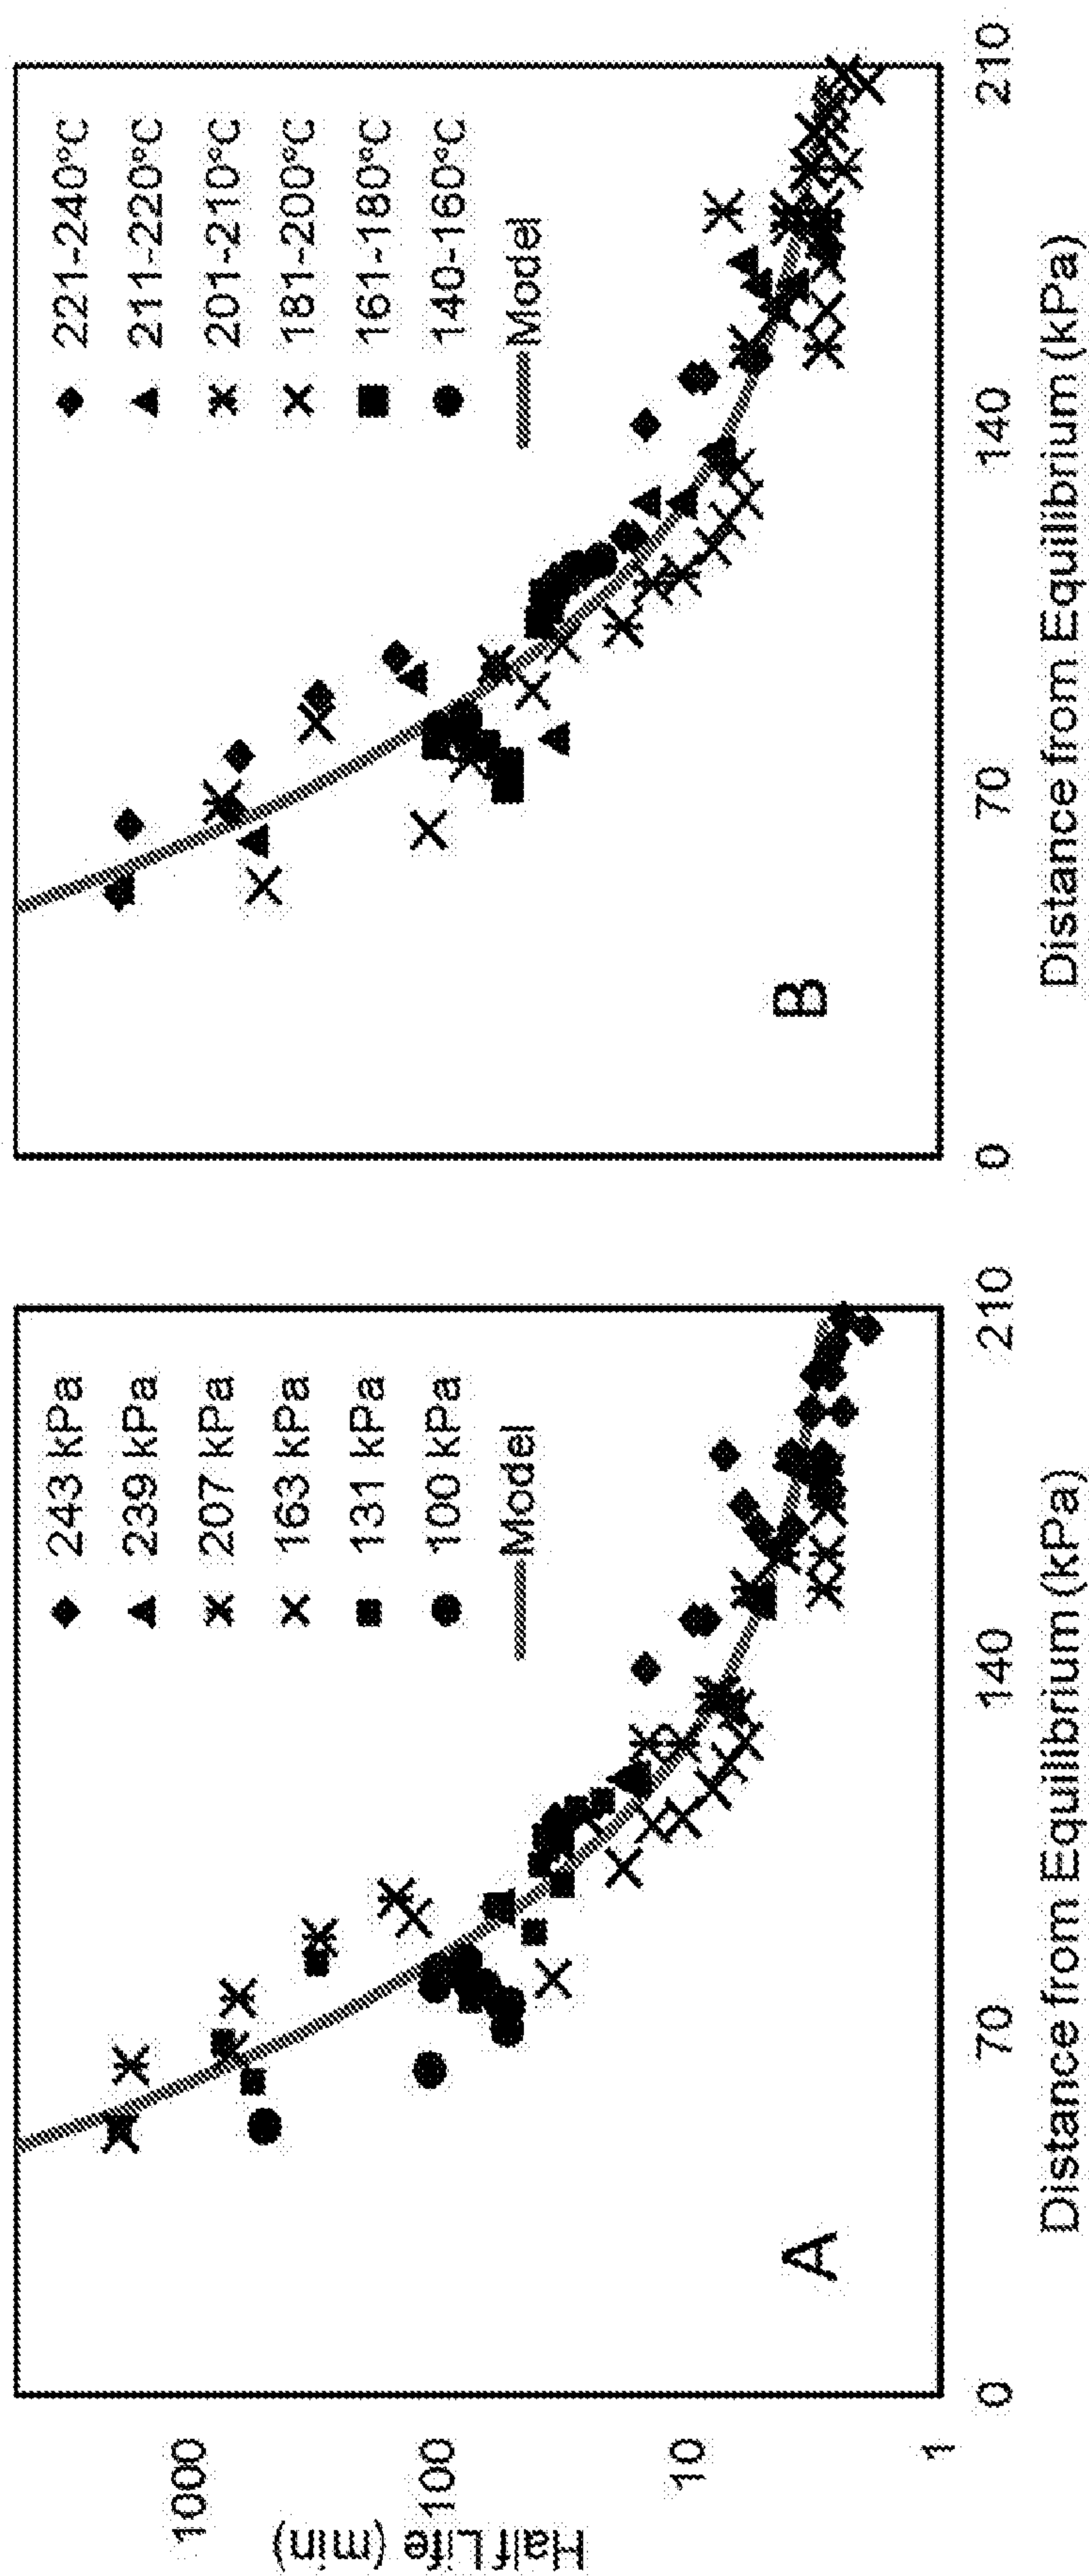 Half Life (min)
1000
100
10
1
243 kPa
239 kPa
207 kPa
163 kPa
131 kPa
100 kPa
Model
A
0
70
140
210
Distance from Equilibrium (kPa)
221-240°C
211-220°C
201-210°C
181-200°C
161-180°C
140-160°C
Model
B
0
70
140
210
Distance from Equilibrium (kPa)